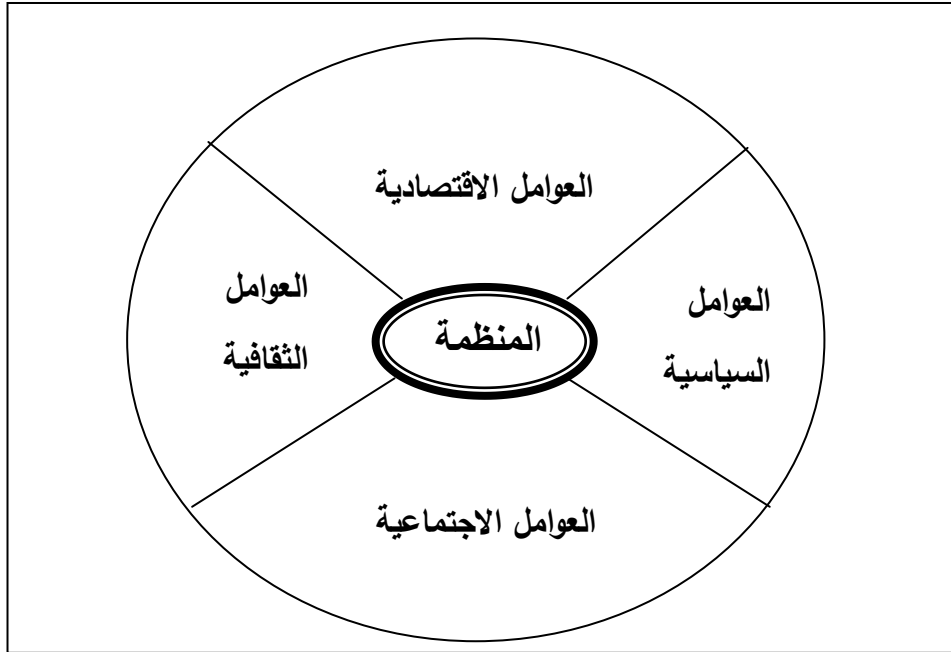 العوامل الاقتصادية
العوامل
السياسية
المنظمة
العوامل
الثقافية
العوامل الاجتماعية